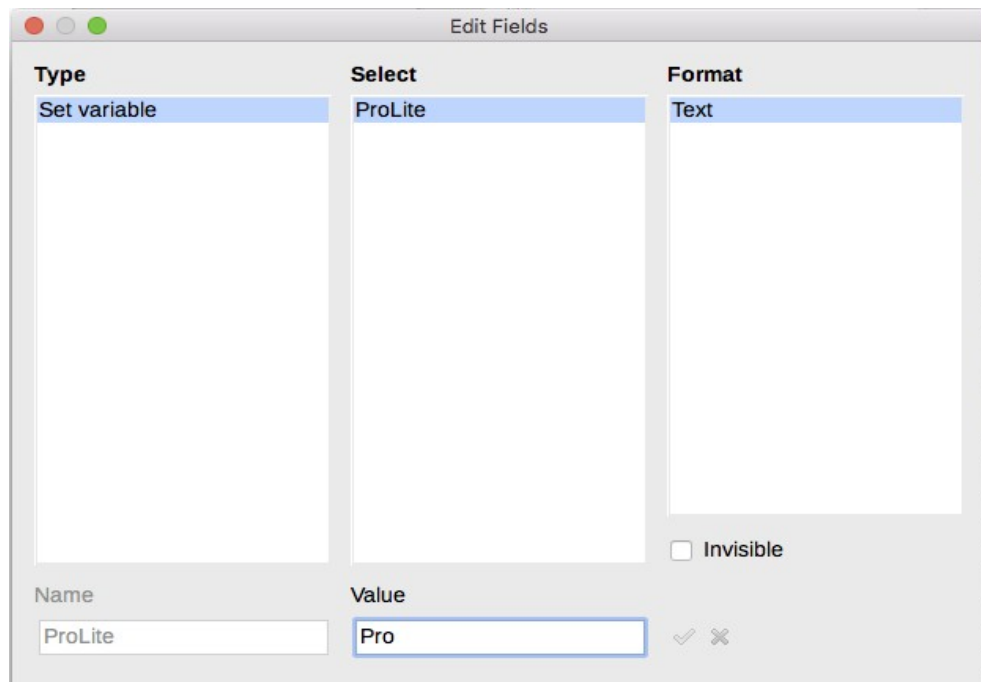 Edit Fields
Type Select Format
Set variable ProLite Text
Invisible
Name Value
ProLite Pro